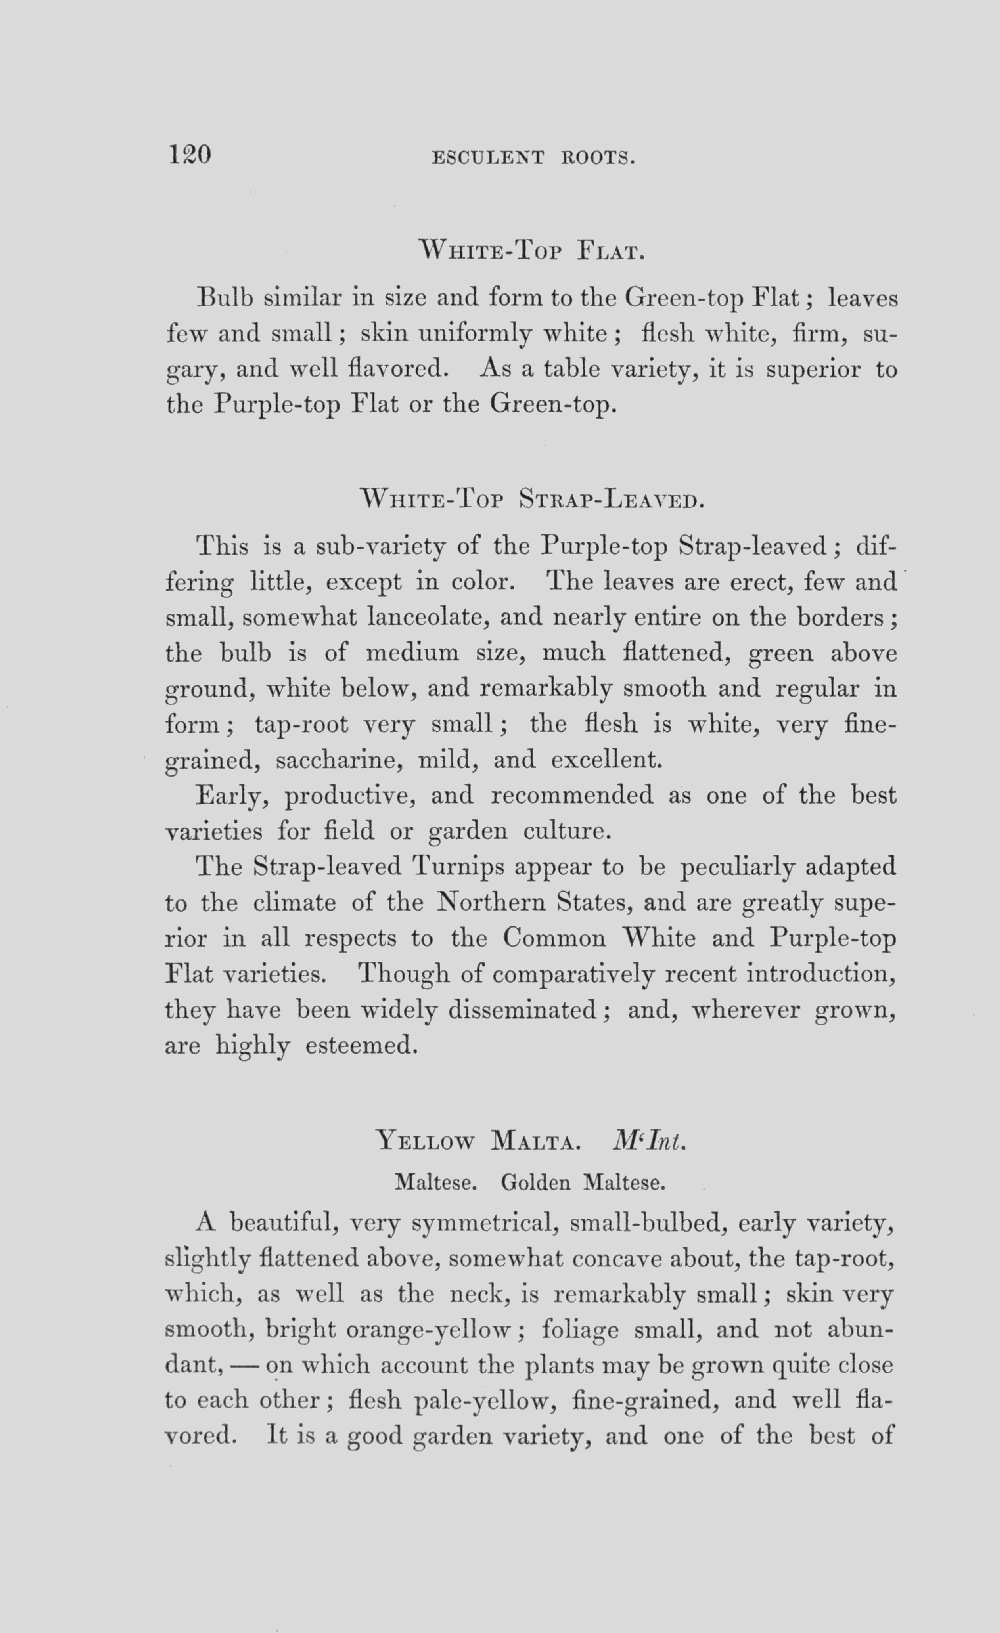 120 ESCULENT ROOTS.
WHITE-TOP FLAT.
Bulb similar in size and form to the Green-top Flat; leaves
few and small; skin uniformly white; flesh white, firm, su-
gary, and well flavored. As a table variety, it is superior to
the Purple-top Flat or the Green-top.
WHITE-TOP STRAP-LEAVED.
This is a sub-variety of the Purple-top Strap-leaved; dif-
fering little, except in color. The leaves are erect, few and
small, somewhat lanceolate, and nearly entire on the borders;
the bulb is of medium size, much flattened, green above
ground, white below, and remarkably smooth and regular in
form; tap-root very small; the flesh is white, very fine-
grained, saccharine, mild, and excellent.
Early, productive, and recommended as one of the best
varieties for field or garden culture.
The Strap-leaved Turnips appear to be peculiarly adapted
to the climate of the Northern States, and are greatly supe-
rior in all respects to the Common White and Purple-top
Flat varieties. Though of comparatively recent introduction,
they have been widely disseminated; and, wherever grown,
are highly esteemed.
YELLOW MALTA. M‘Int.
Maltese. Golden Maltese.
A beautiful, very symmetrical, small-bulbed, early variety,
slightly flattened above, somewhat concave about, the tap-root,
which, as well as the neck, is remarkably small; skin very
smooth, bright orange-yellow; foliage small, and not abun-
dant, — on which account the plants may be grown quite close
to each other; flesh pale-yellow, fine-grained, and well fla-
vored. It is a good garden variety, and one of the best of